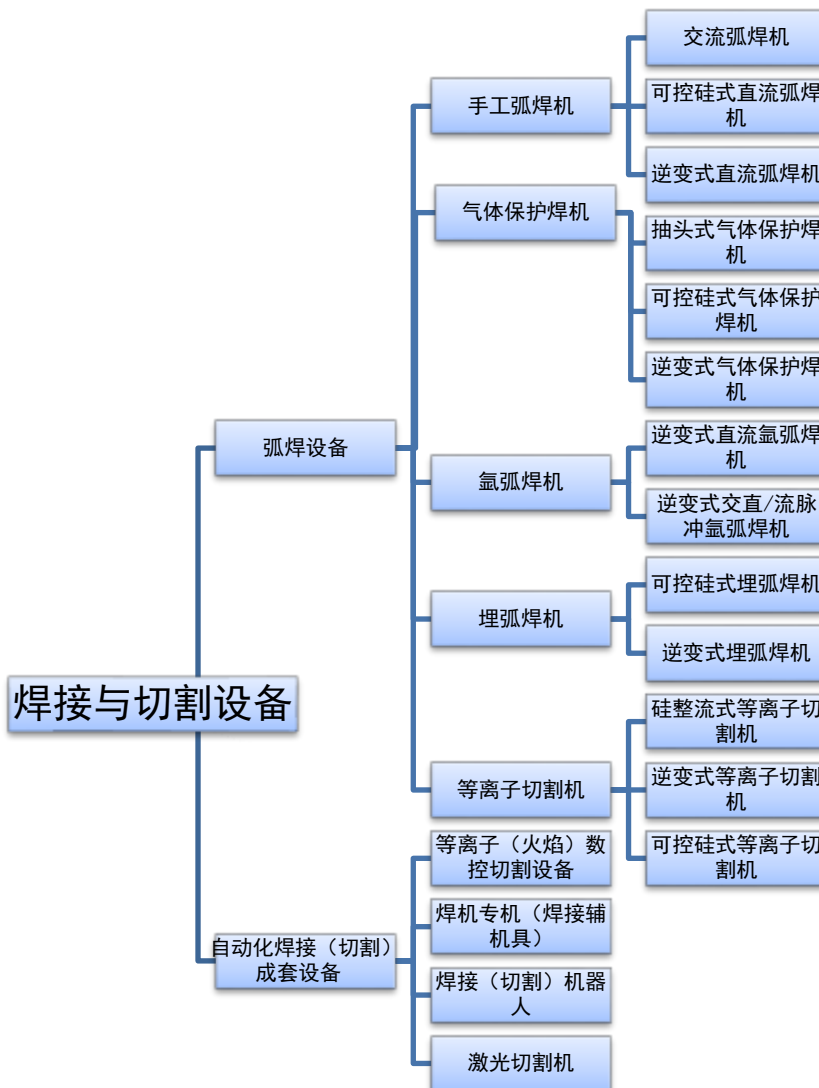 焊接与切割设备
弧焊设备
手工弧焊机
交流弧焊机
可控硅式直流弧焊
机
逆变式直流弧焊机
气体保护焊机
抽头式气体保护焊
机
可控硅式气体保护
焊机
逆变式气体保护焊
机
氩弧焊机
逆变式直流氩弧焊
机
逆变式交直/流脉
冲氩弧焊机
埋弧焊机
可控硅式埋弧焊机
逆变式埋弧焊机
等离子切割机
硅整流式等离子切
割机
逆变式等离子切割
机
可控硅式等离子切
割机
自动化焊接（切割）
成套设备
等离子（火焰）数
控切割设备
焊机专机（焊接辅
机具）
焊接（切割）机器
人
激光切割机